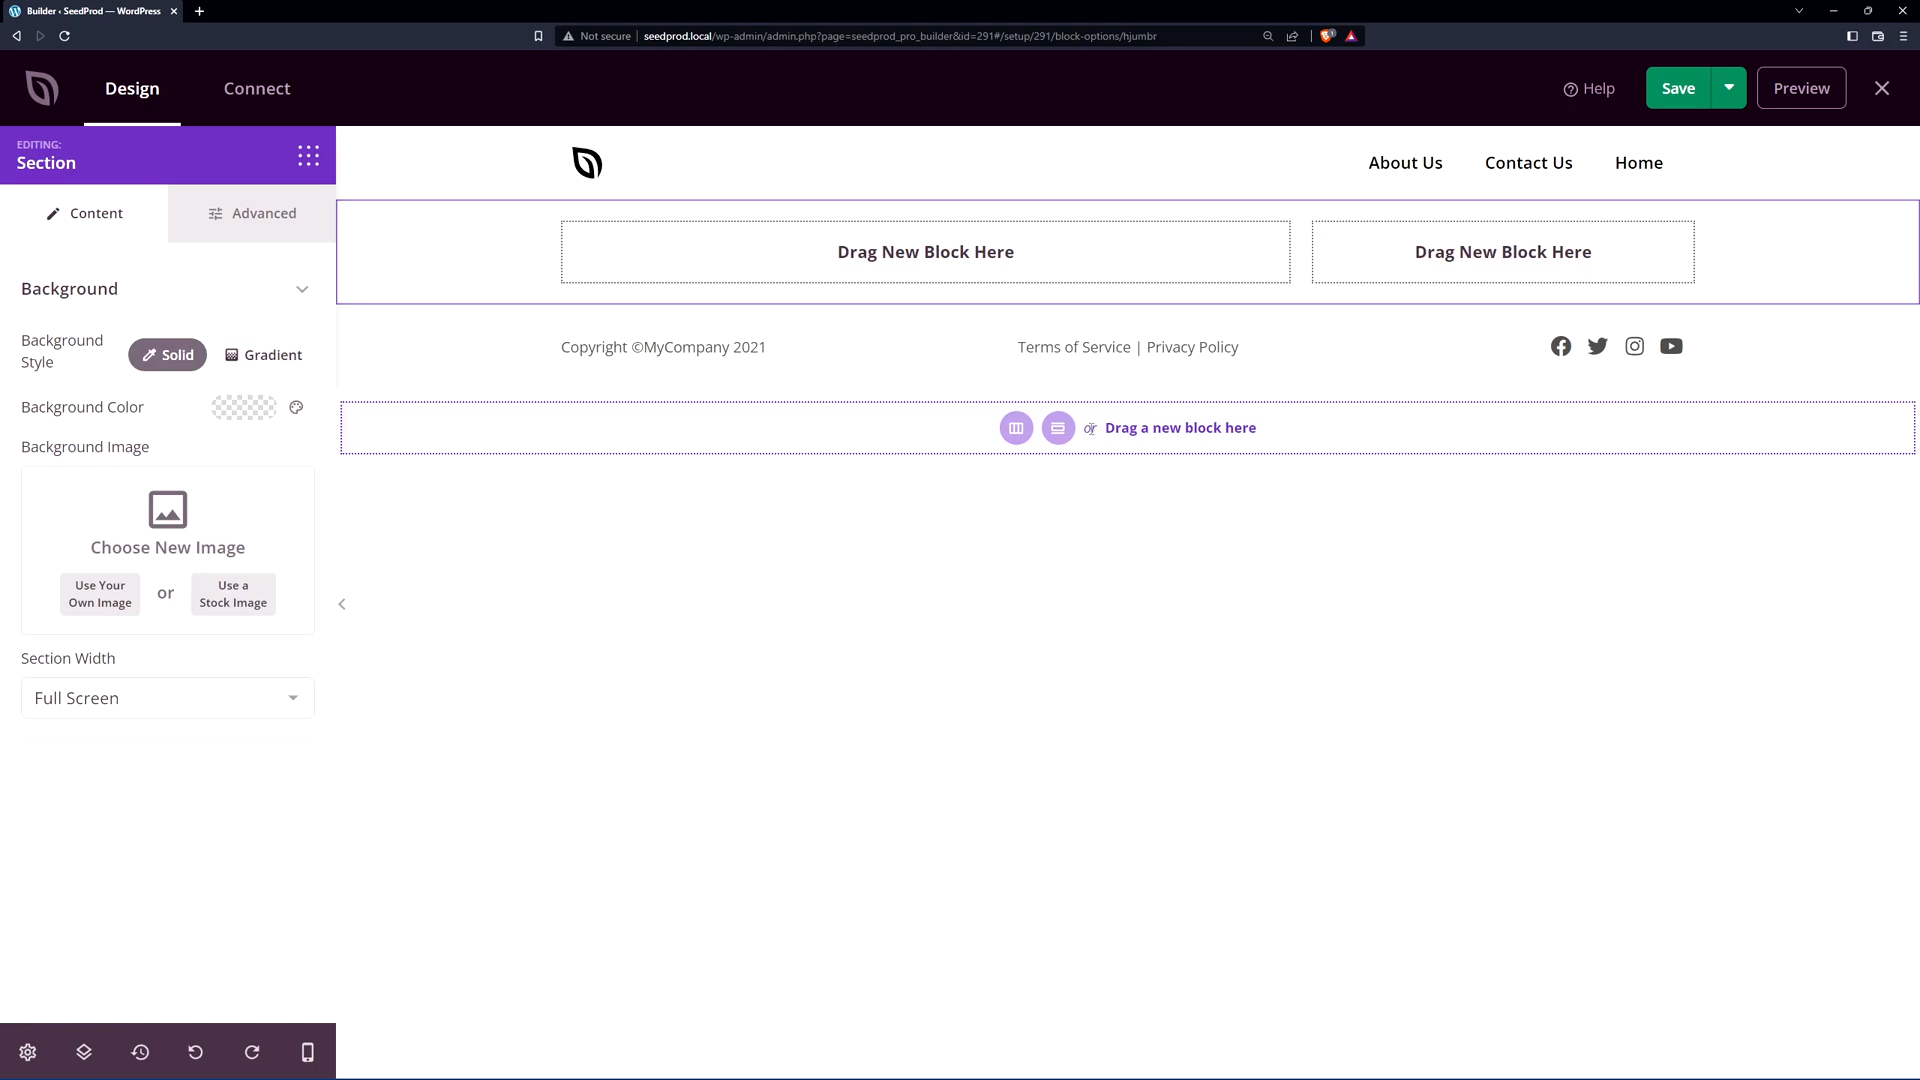 Builder ‹ SeedProd — WordPress
Not secure
seedprod.local/wp-admin/admin.php?page=seedprod_pro_builder&id=291#/setup/291/block-options/hjumbr
Design
Connect
Help
Save
Preview
EDITING:
Section
Content
Advanced
Background
Background
Style
Solid
Gradient
Background Color
Background Image
Choose New Image
Use Your
Own Image
or
Use a
Stock Image
Section Width
Full Screen
About Us
Contact Us
Home
Drag New Block Here
Drag New Block Here
Copyright ©MyCompany 2021
Terms of Service | Privacy Policy
or Drag a new block here